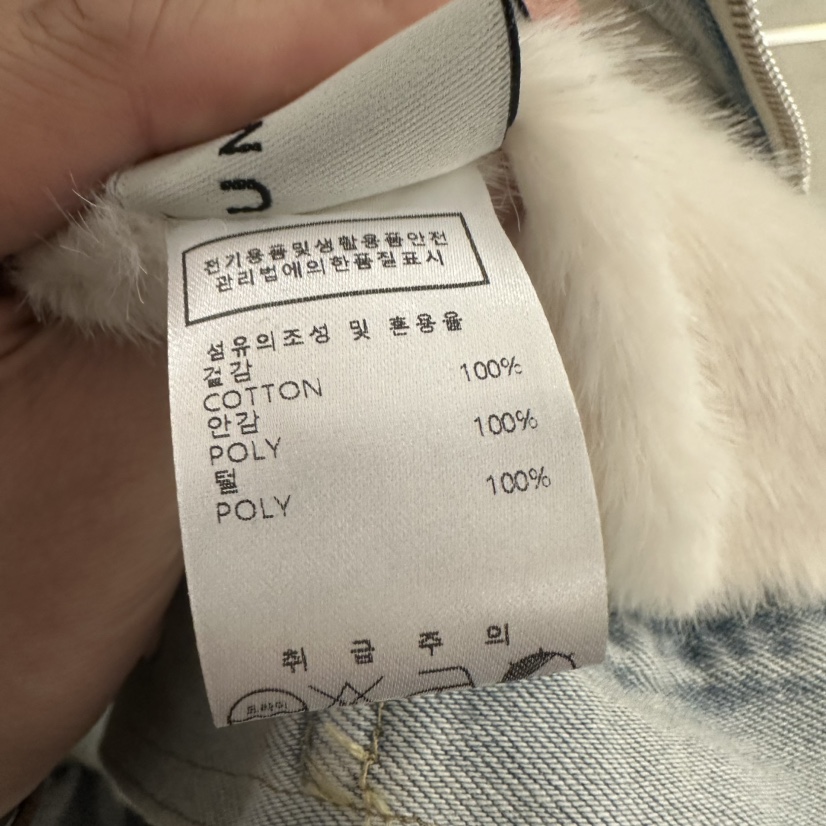 UN
전기용품및생활용품안전
관리법에의한품질표시
섬유의조성 및 혼용율
겉감
COTTON 100%
안감
POLY 100%
털
POLY 100%
취급주의